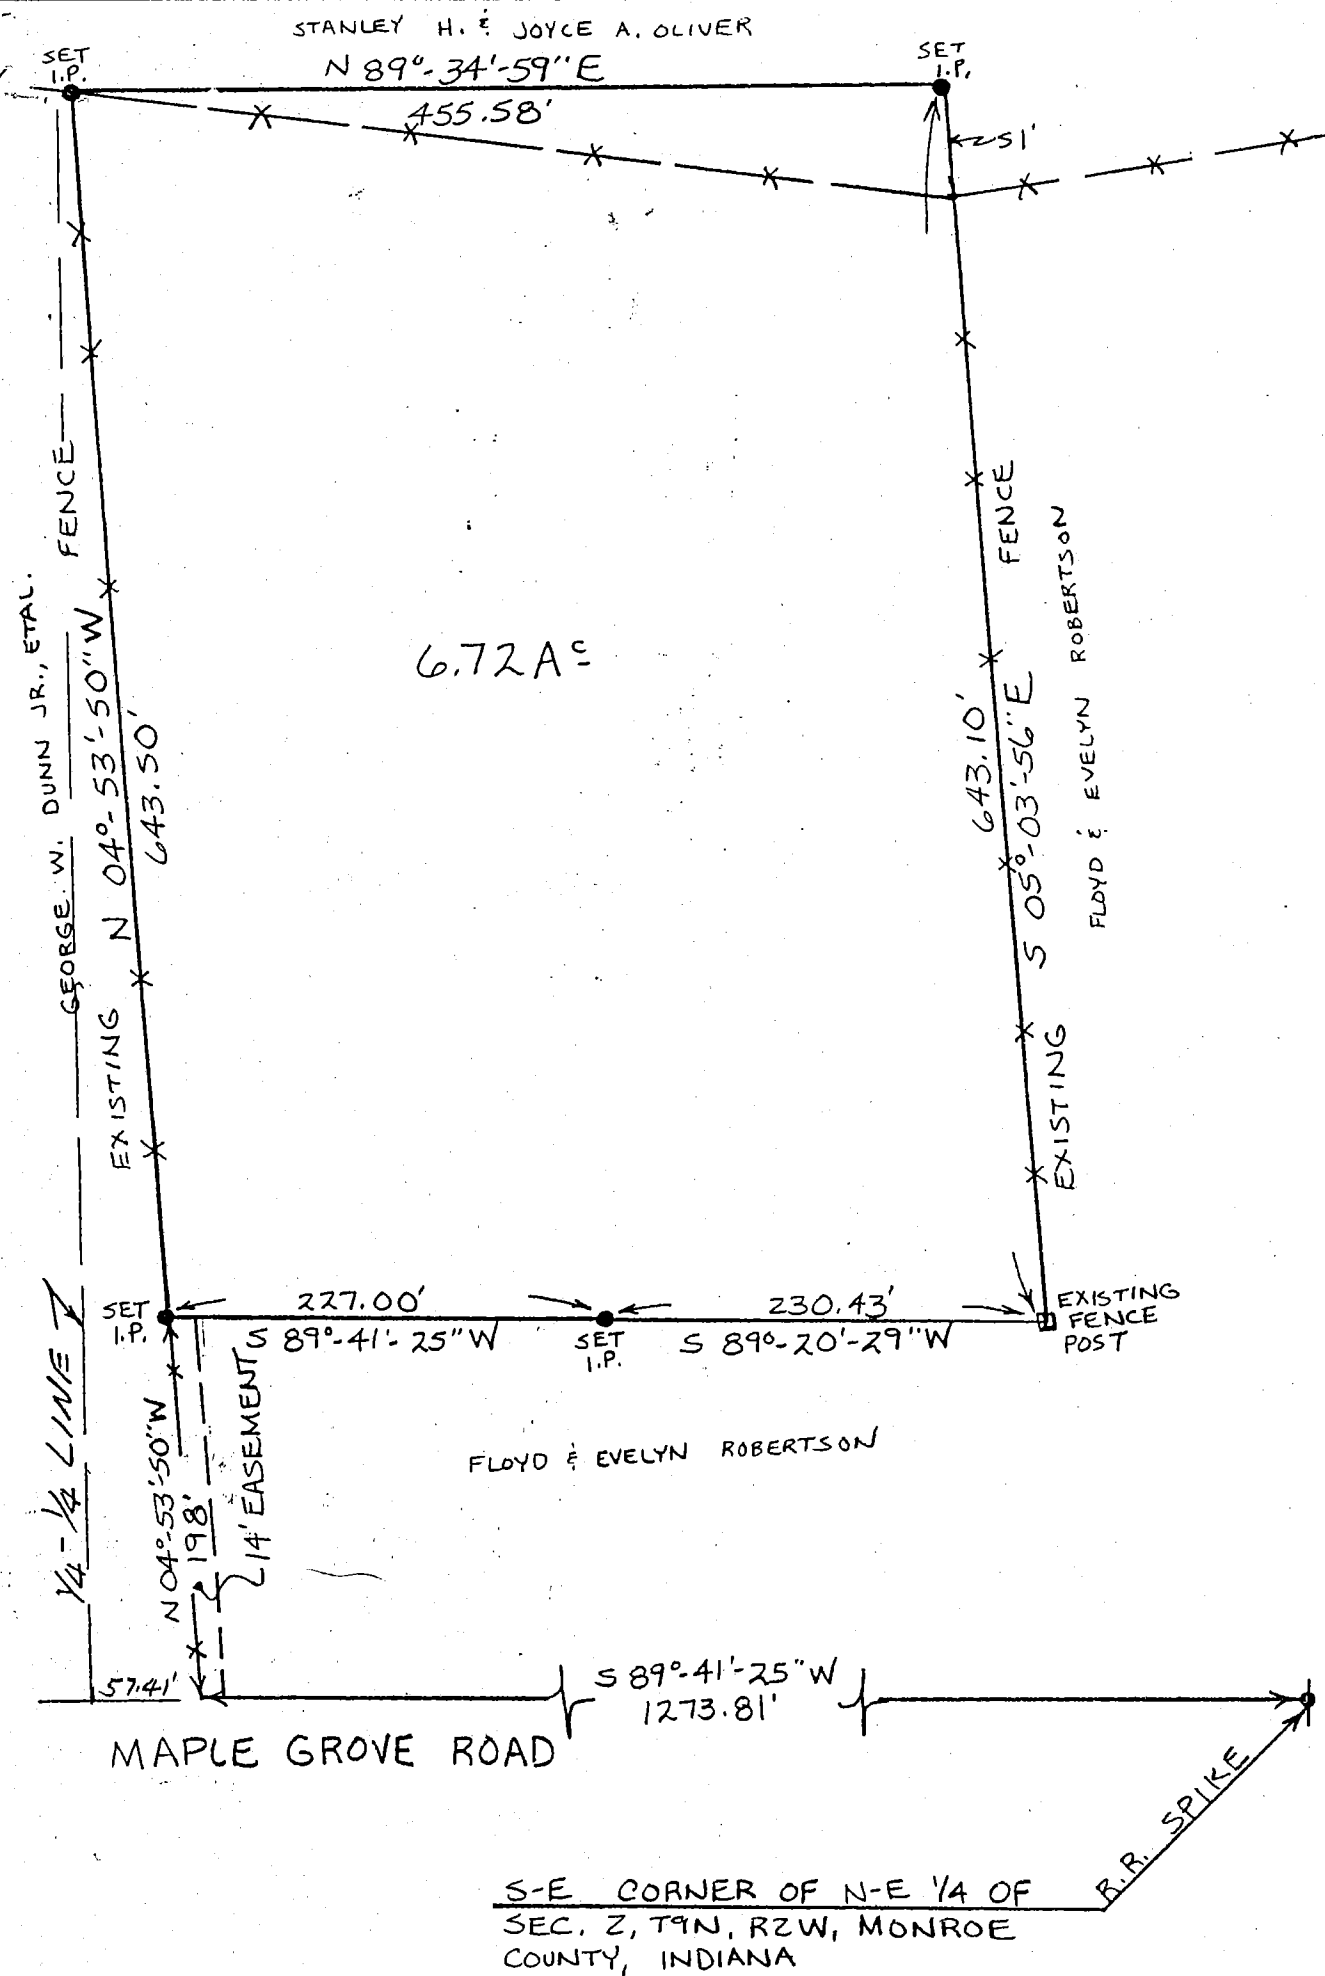 STANLEY H. & JOYCE A. OLIVER
SET
I.P.
N 89°-34'-59" E
455.58'
SET
I.P.
51'
FENCE
EXISTING
N 04°-53'-50" W
643.50'
GEORGE W. DUNN JR., ETAL.
6.72 Ac
FENCE
EXISTING
643.10'
S 05°-03'-56" E
FLOYD & EVELYN ROBERTSON
SET
I.P.
227.00'
S 89°-41'-25" W
SET
I.P.
230.43'
S 89°-20'-29" W
EXISTING
FENCE
POST
1/4-1/4 LINE
N 04°-53'-50" W
198'
14' EASEMENT
FLOYD & EVELYN ROBERTSON
57.41'
S 89°-41'-25" W
1273.81'
MAPLE GROVE ROAD
R.R. SPIKE
S-E CORNER OF N-E 1/4 OF
SEC. 2, T9N, R2W, MONROE
COUNTY, INDIANA